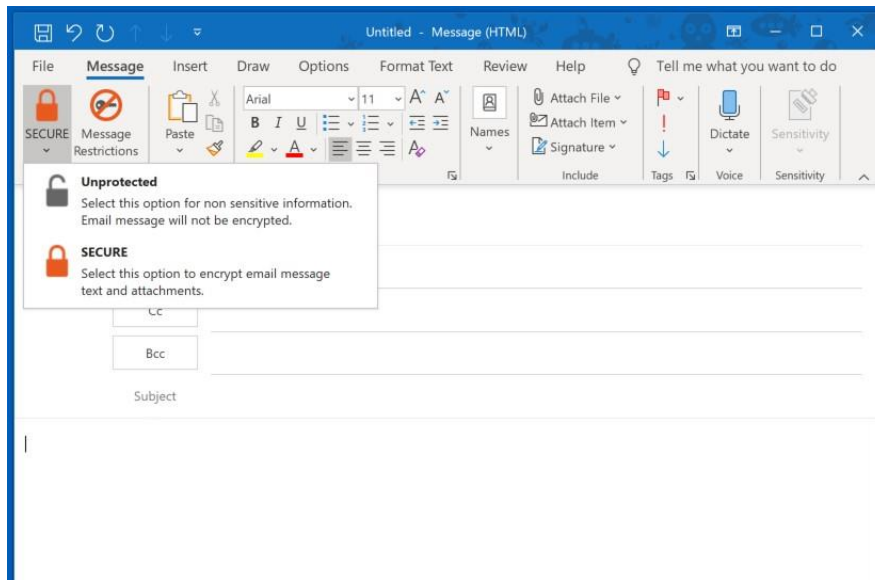 Untitled - Message (HTML)
File Message Insert Draw Options Format Text Review Help Tell me what you want to do
SECURE Message Restrictions Paste Arial 11 Names Attach File Dictate Sensitivity
B I U A Attach Item
Signature
Include Tags Voice Sensitivity
Unprotected
Select this option for non sensitive information.
Email message will not be encrypted.
SECURE
Select this option to encrypt email message
text and attachments.
Cc
Bcc
Subject